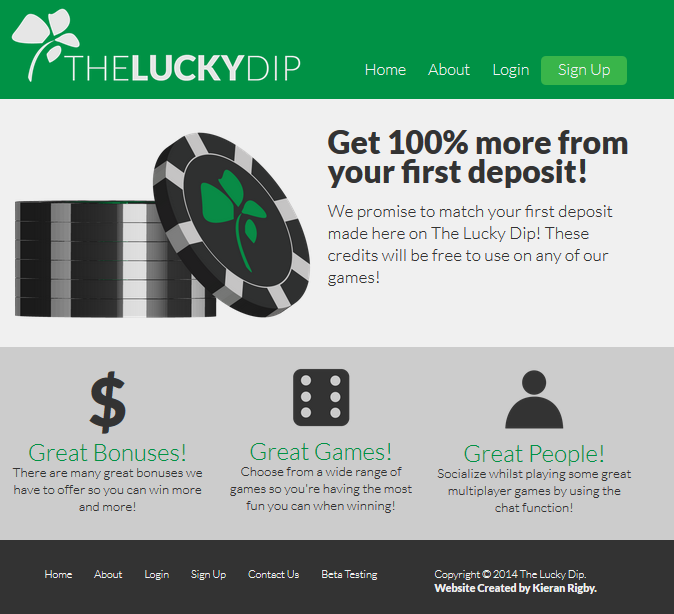 THELUCKYDIP
Home About Login Sign Up
Get 100% more from
your first deposit!
We promise to match your first deposit
made here on The Lucky Dip! These
credits will be free to use on any of our
games!
$
Great Bonuses!
There are many great bonuses we
have to offer so you can win more
and more!
Great Games!
Choose from a wide range of
games so you're having the most
fun you can when winning!
Great People!
Socialize whilst playing some great
multiplayer games by using the
chat function!
Home About Login Sign Up Contact Us Beta Testing
Copyright © 2014 The Lucky Dip.
Website Created by Kieran Rigby.